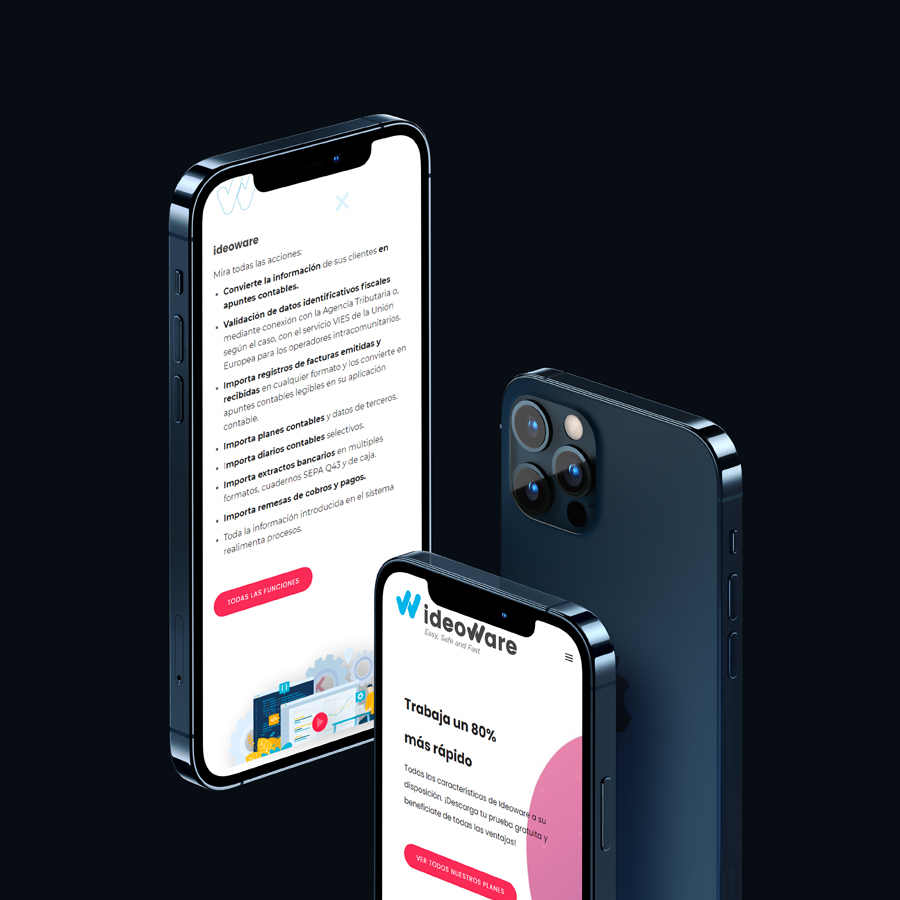 ideoware
Mira todas las acciones:
• Convierte la información de sus clientes en
apuntes contables.
• Validación de datos identificativos fiscales
mediante conexión con la Agencia Tributaria o,
según el caso, con el servicio VIES de la Unión
Europea para los operadores intracomunitarios.
• Importa registros de facturas emitidas y
recibidas en cualquier formato y los convierte en
apuntes contables legibles en su aplicación
contable.
• Importa planes contables y datos de terceros.
• Importa diarios contables selectivos.
• Importa extractos bancarios en múltiples
formatos, cuadernos SEPA Q43 y de caja.
• Importa remesas de cobros y pagos.
• Toda la información introducida en el sistema
realimenta procesos.
TODAS LAS FUNCIONES
ideoWare
Easy, Safe and Fast
Trabaja un 80%
más rápido
Todas las características de Ideoware a su
disposición. ¡Descarga tu prueba gratuita y
benefíciate de todas las ventajas!
VER TODOS NUESTROS PLANES